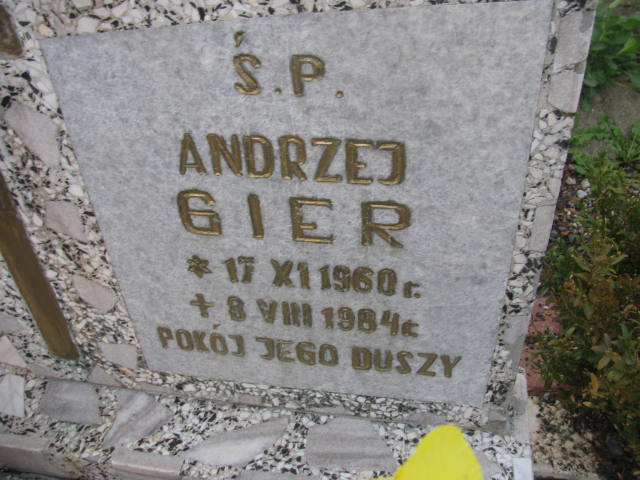 Ś.P.
ANDRZEJ
GIER
* 17 XI 1960 r.
+ 8 VIII 1984 r.
POKÓJ JEGO DUSZY